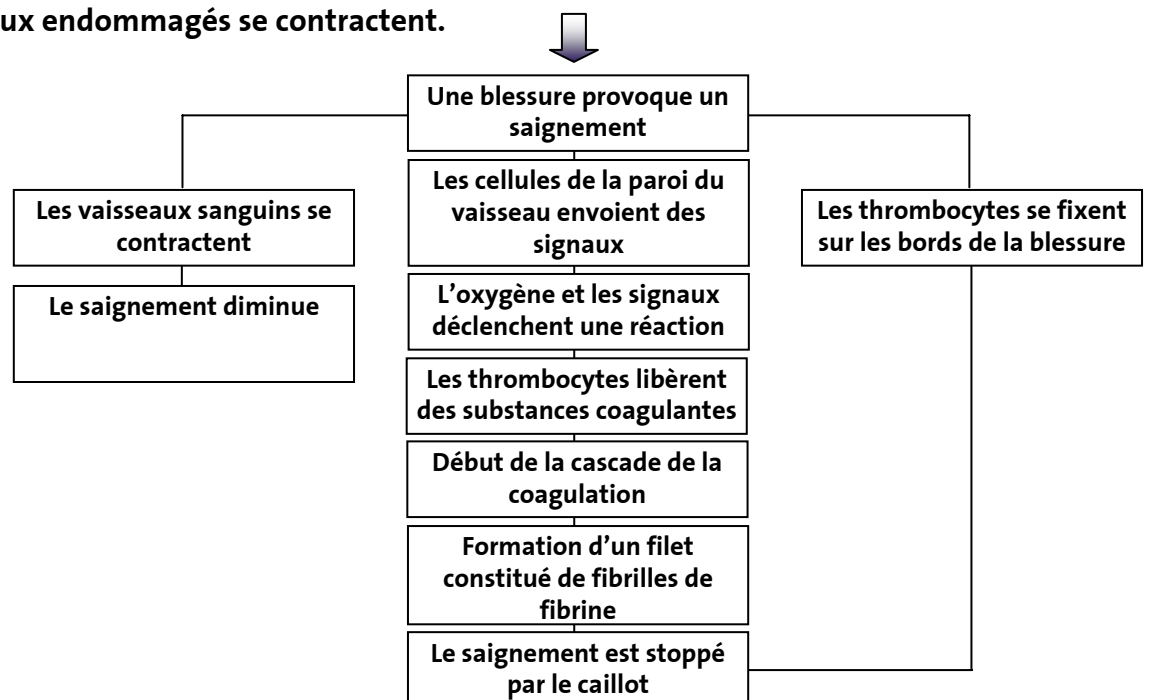 ux endommagés se contractent.
Une blessure provoque un
saignement
Les vaisseaux sanguins se
contractent
Le saignement diminue
Les cellules de la paroi du
vaisseau envoient des
signaux
L'oxygène et les signaux
déclenchent une réaction
Les thrombocytes libèrent
des substances coagulantes
Début de la cascade de la
coagulation
Formation d'un filet
constitué de fibrilles de
fibrine
Le saignement est stoppé
par le caillot
Les thrombocytes se fixent
sur les bords de la blessure